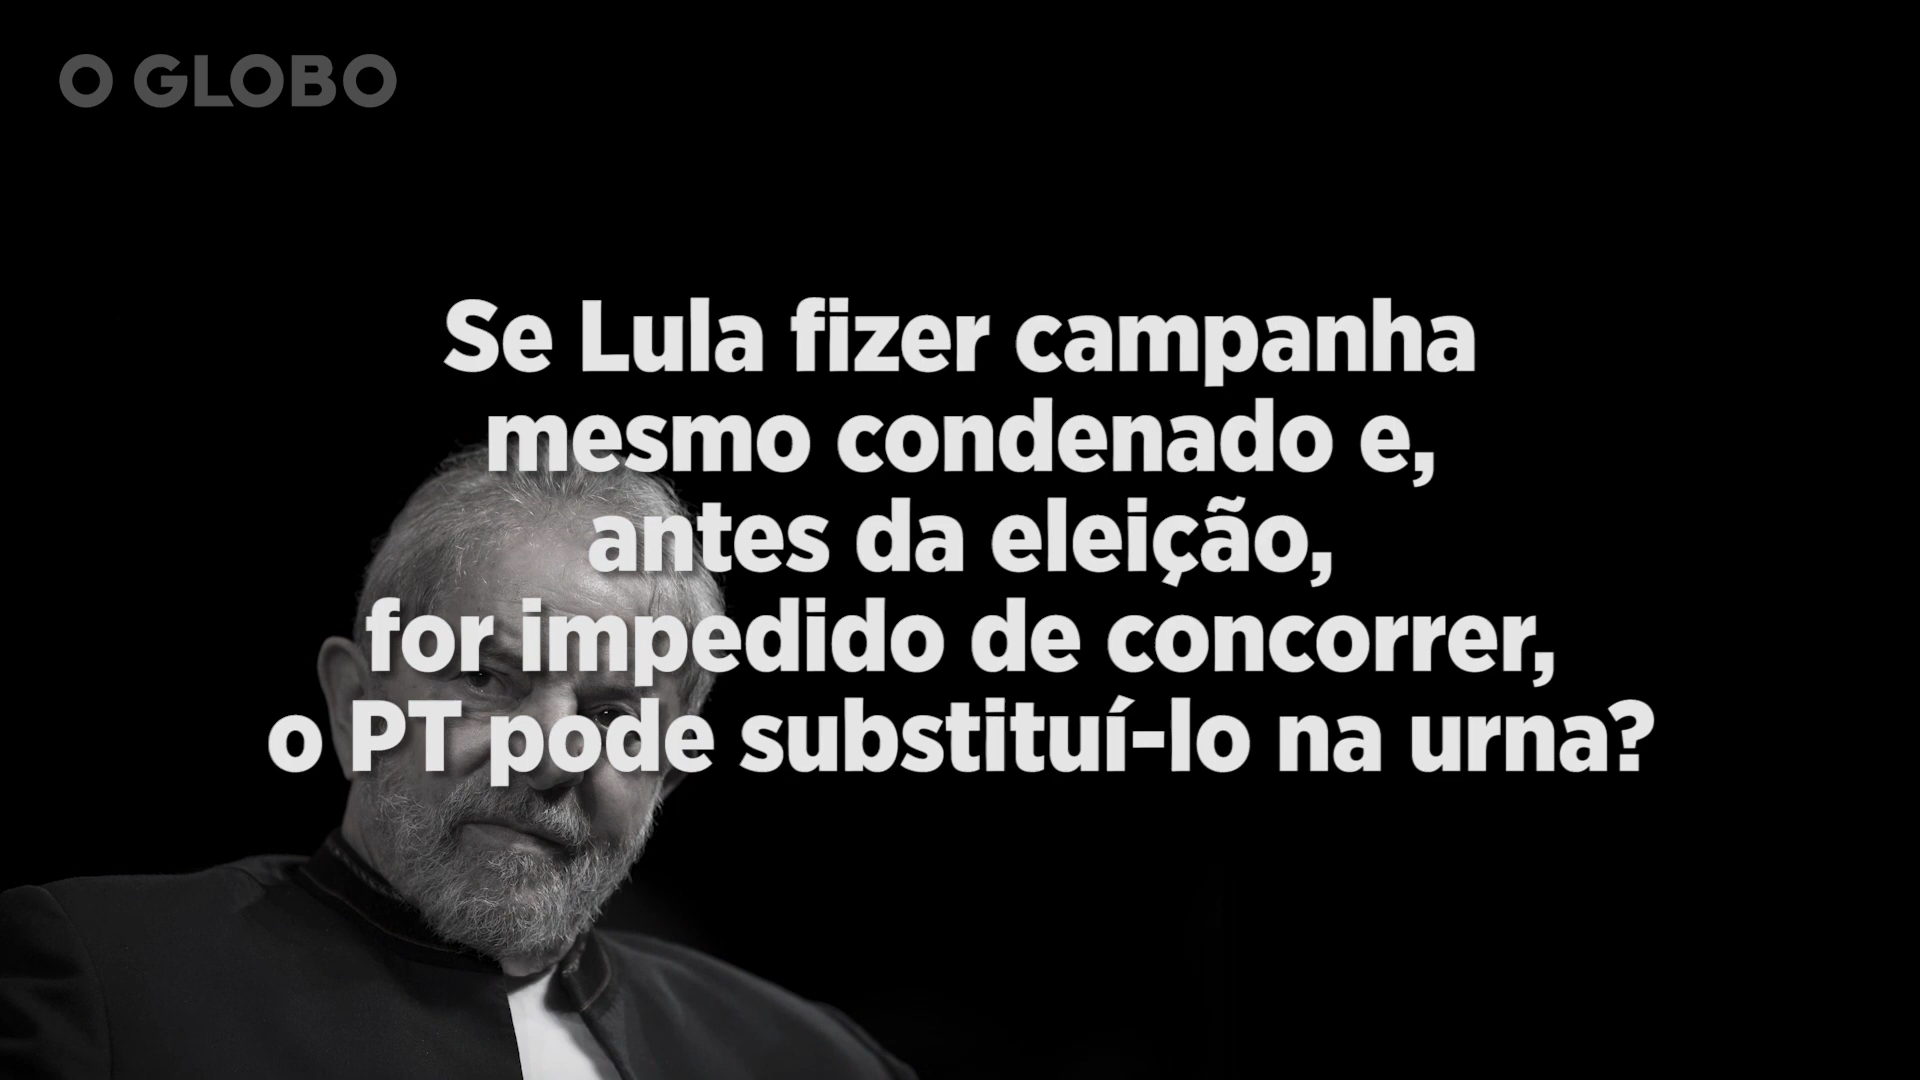 O GLOBO
Se Lula fizer campanha
mesmo condenado e,
antes da eleição,
for impedido de concorrer,
o PT pode substituí-lo na urna?